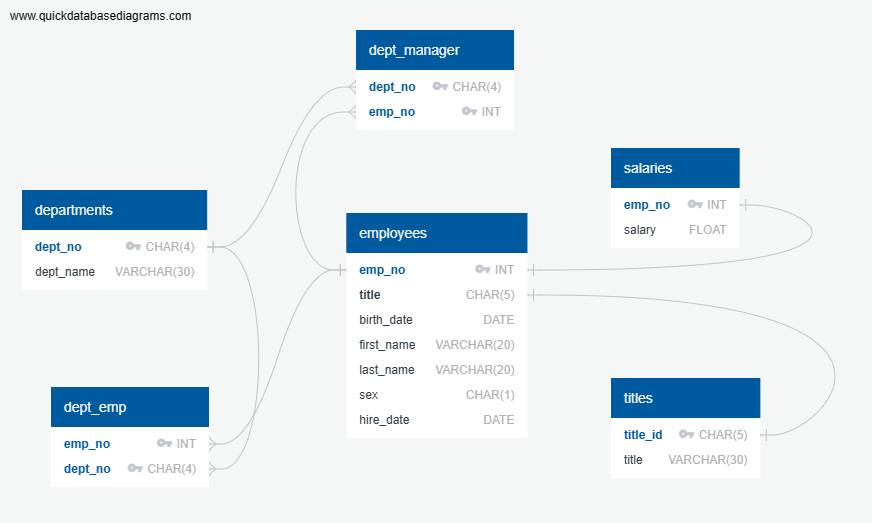 www.quickdatabasediagrams.com
dept_manager
dept_no CHAR(4)
emp_no INT
salaries
emp_no INT
salary FLOAT
departments
dept_no CHAR(4)
dept_name VARCHAR(30)
employees
emp_no INT
title CHAR(5)
birth_date DATE
first_name VARCHAR(20)
last_name VARCHAR(20)
sex CHAR(1)
hire_date DATE
dept_emp
emp_no INT
dept_no CHAR(4)
titles
title_id CHAR(5)
title VARCHAR(30)